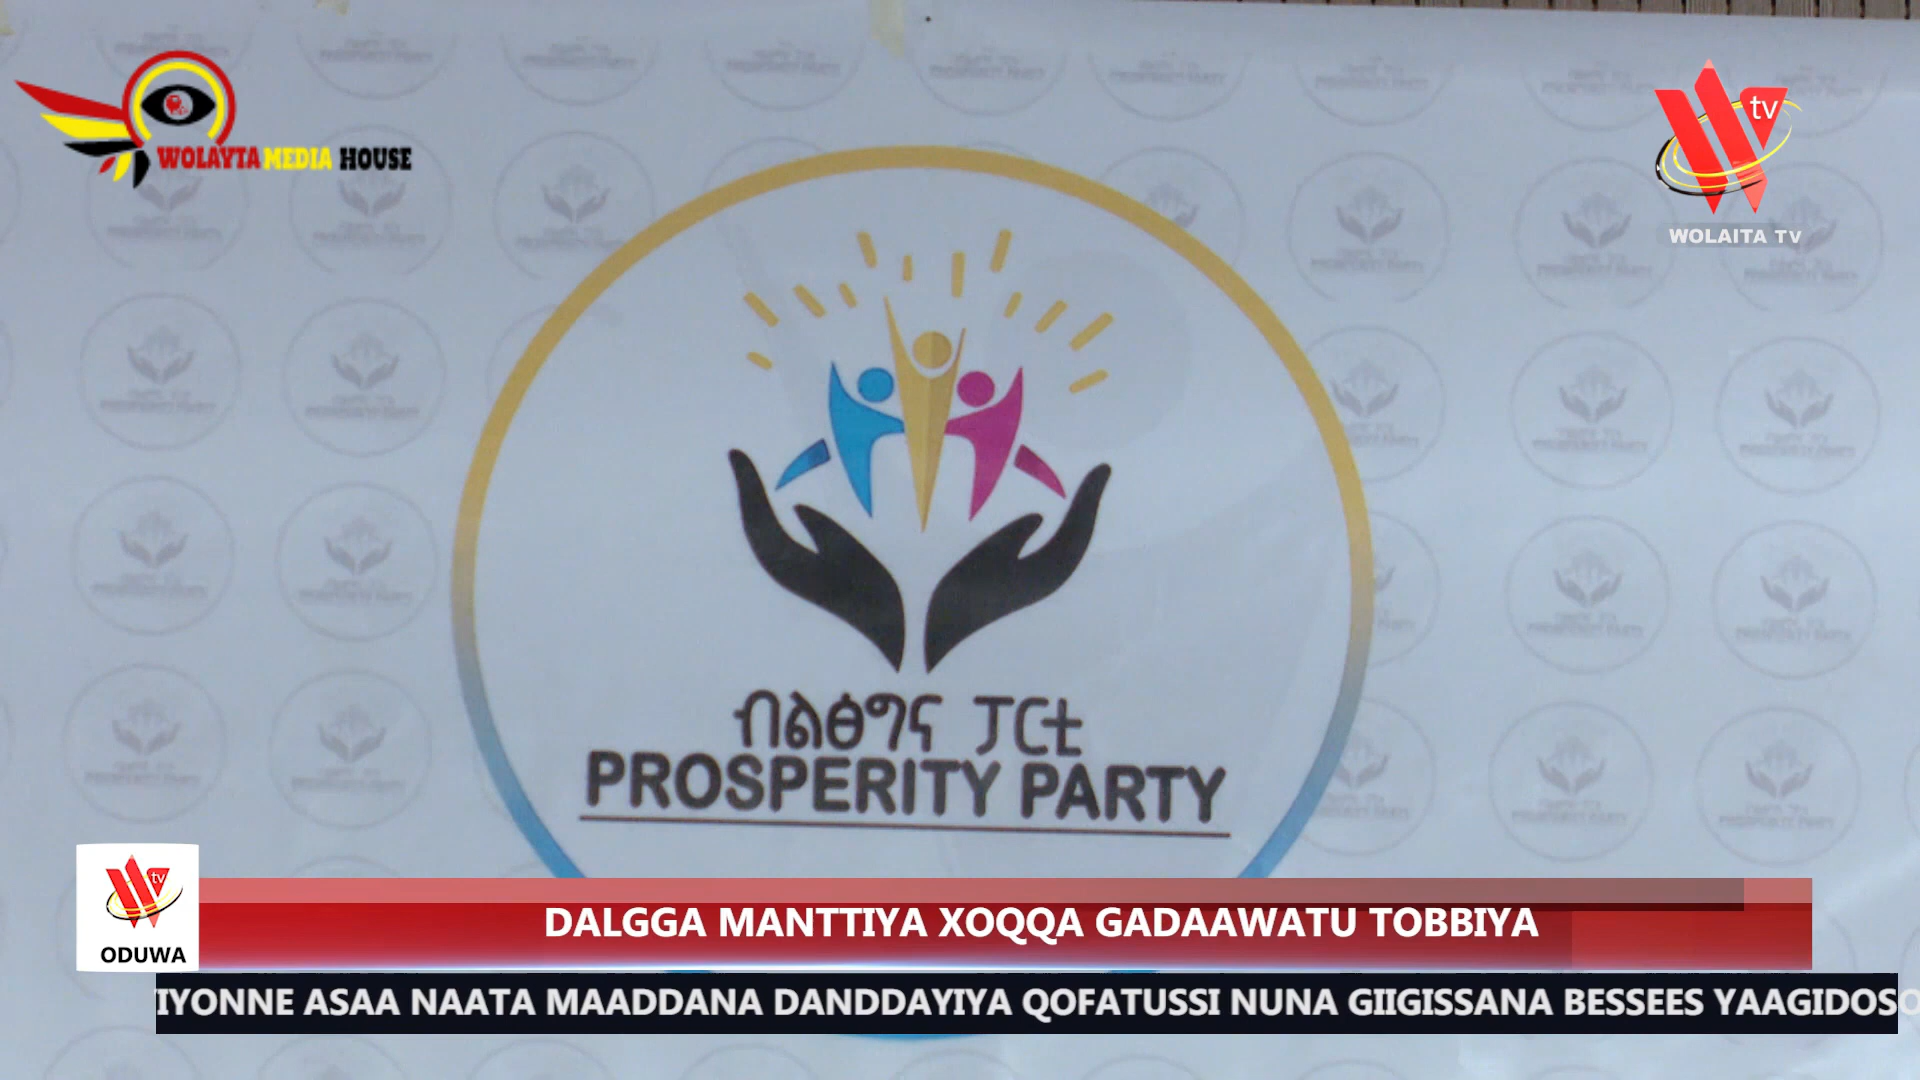 WOLAYTA MEDIA HOUSE
tv
WOLAITA TV
ብልፅግና ፓርቲ
PROSPERITY PARTY
tv
ODUWA
DALGGA MANTTIYA XOQQA GADAAWATU TOBBIYA
IYONNE ASAA NAATA MAADDANA DANDDAYIYA QOFATUSSI NUNA GIIGISSANA BESSEES YAAGIDOSO